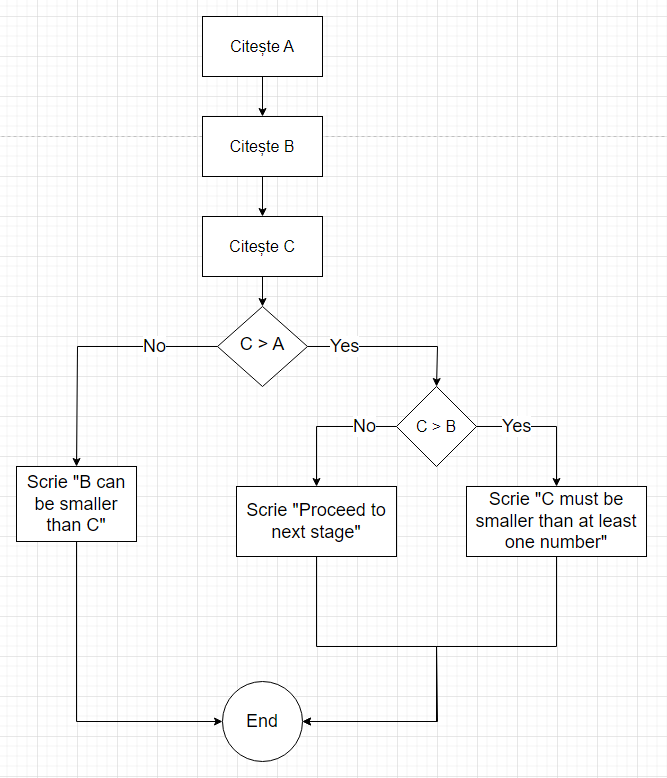 Citește A
Citește B
Citește C
C > A
No
Yes
C > B
No
Yes
Scrie "B can
be smaller
than C"
Scrie "Proceed to
next stage"
Scrie "C must be
smaller than at least
one number"
End